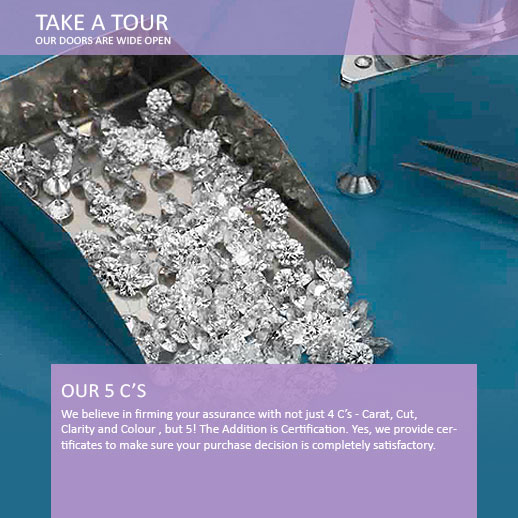 TAKE A TOUR
OUR DOORS ARE WIDE OPEN
OUR 5 C’S
We believe in firming your assurance with not just 4 C’s - Carat, Cut,
Clarity and Colour , but 5! The Addition is Certification. Yes, we provide cer-
tificates to make sure your purchase decision is completely satisfactory.